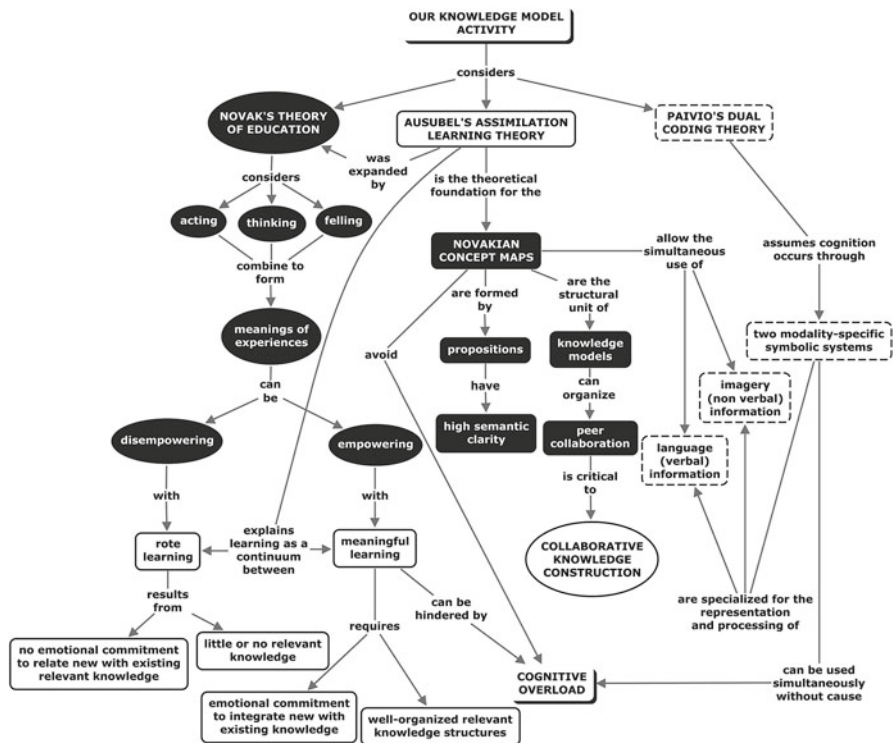 OUR KNOWLEDGE MODEL
ACTIVITY
considers
NOVAK'S THEORY
OF EDUCATION
AUSUBEL'S ASSIMILATION
LEARNING THEORY
PAIVIO'S DUAL
CODING THEORY
was
expanded
by
considers
is the theoretical
foundation for the
acting
thinking
felling
NOVAKIAN
CONCEPT MAPS
allow the
simultaneous
use of
assumes cognition
occurs through
combine to
form
are formed
by
are the
structural
unit of
meanings of
experiences
avoid
propositions
knowledge
models
two modality-specific
symbolic systems
can
be
have
can
organize
imagery
(non verbal)
information
disempowering
empowering
high semantic
clarity
peer
collaboration
language
(verbal)
information
with
with
is critical
to
rote
learning
explains
learning as a
continuum
between
meaningful
learning
COLLABORATIVE
KNOWLEDGE
CONSTRUCTION
results
from
can be
hindered by
are specialized for the
representation
and processing of
requires
no emotional commitment
to relate new with existing
relevant knowledge
little or no relevant
knowledge
COGNITIVE
OVERLOAD
can be used
simultaneously
without cause
emotional commitment
to integrate new with
existing knowledge
well-organized relevant
knowledge structures